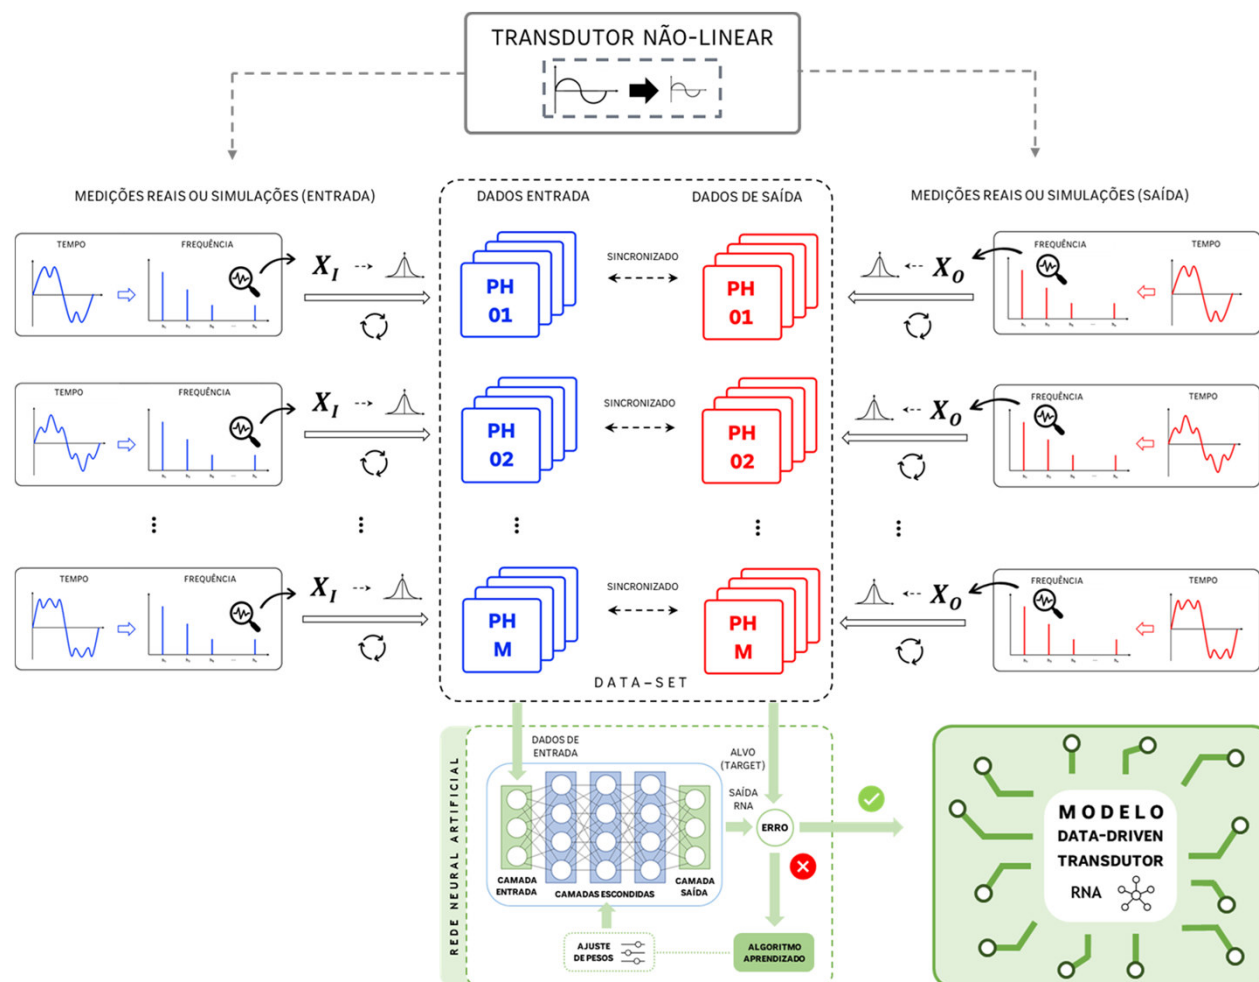 TRANSDUTOR NÃO-LINEAR
MEDIÇÕES REAIS OU SIMULAÇÕES (ENTRADA)
DADOS ENTRADA
DADOS DE SAÍDA
MEDIÇÕES REAIS OU SIMULAÇÕES (SAÍDA)
TEMPO
FREQUÊNCIA
X_I
PH
01
SINCRONIZADO
PH
01
X_O
FREQUÊNCIA
TEMPO
TEMPO
FREQUÊNCIA
X_I
PH
02
SINCRONIZADO
PH
02
X_O
FREQUÊNCIA
TEMPO
TEMPO
FREQUÊNCIA
X_I
PH
M
SINCRONIZADO
PH
M
X_O
FREQUÊNCIA
TEMPO
DATA-SET
REDE NEURAL ARTIFICIAL
DADOS DE
ENTRADA
ALVO
(TARGET)
SAÍDA
RNA
ERRO
CAMADA
ENTRADA
CAMADAS ESCONDIDAS
CAMADA
SAÍDA
AJUSTE
DE PESOS
ALGORITMO
APRENDIZADO
MODELO
DATA-DRIVEN
TRANSDUTOR
RNA